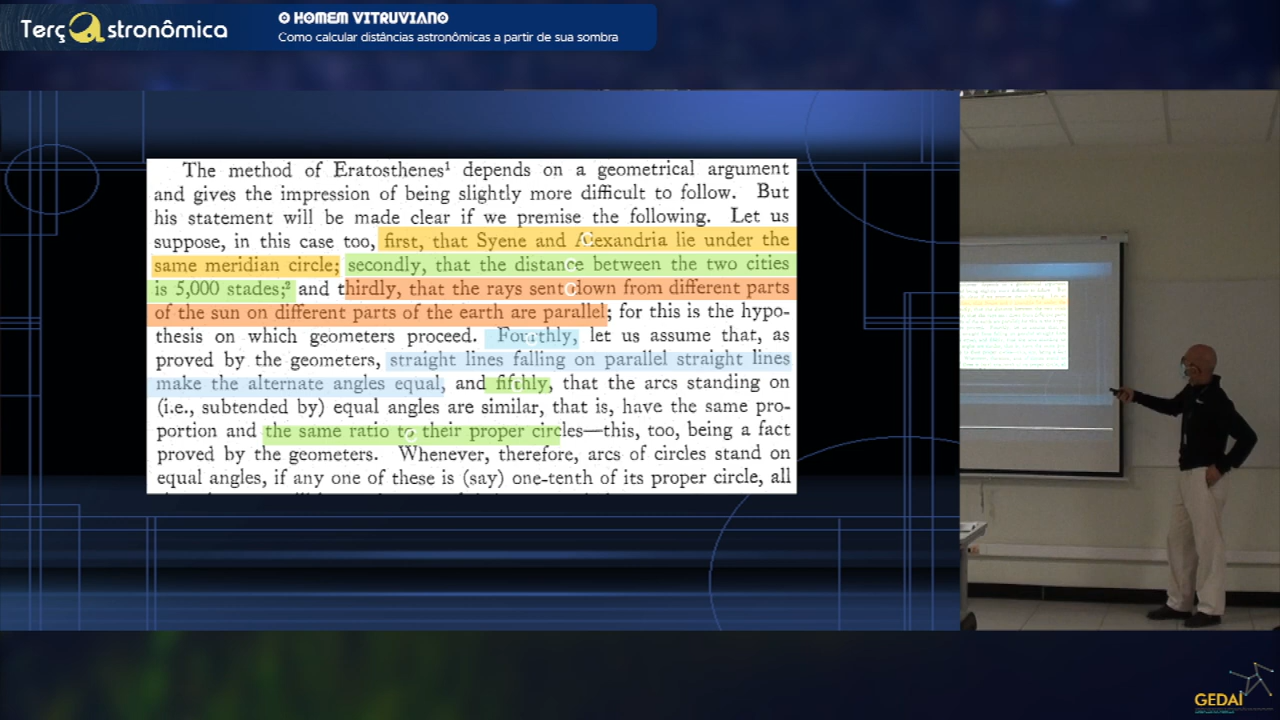 Terçastronômica
O HOMEM VITRUVIANO
Como calcular distâncias astronômicas a partir de sua sombra
The method of Eratosthenes¹ depends on a geometrical argument
and gives the impression of being slightly more difficult to follow. But
his statement will be made clear if we premise the following. Let us
suppose, in this case too, first, that Syene and Alexandria lie under the
same meridian circle; secondly, that the distance between the two cities
is 5,000 stades;² and thirdly, that the rays sent down from different parts
of the sun on different parts of the earth are parallel; for this is the hypo-
thesis on which geometers proceed. Fourthly, let us assume that, as
proved by the geometers, straight lines falling on parallel straight lines
make the alternate angles equal, and fifthly, that the arcs standing on
(i.e., subtended by) equal angles are similar, that is, have the same pro-
portion and the same ratio to their proper circles—this, too, being a fact
proved by the geometers. Whenever, therefore, arcs of circles stand on
equal angles, if any one of these is (say) one-tenth of its proper circle, all
GEDAI